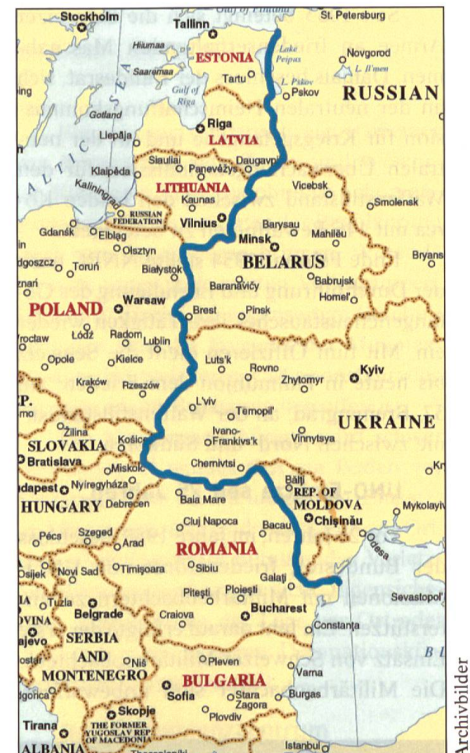 Stockholm
Tallinn
Gulf of Finland
St. Petersburg
Hiiumaa
ESTONIA
Lake
Peipus
Novgorod
Saaremaa
Tartu
L. Il'men
L. Pskov
Pskov
RUSSIAN
Gulf of
Riga
Gotland
Riga
LATVIA
Liepāja
Siauliai
Panevėžys
Daugavpils
Klaipėda
LITHUANIA
Vicebsk
Kaliningrad
Kaunas
Smolensk
RUSSIAN
FEDERATION
Vilnius
Gdańsk
Elbląg
Barysau
Mahilëu
Olsztyn
Minsk
BELARUS
Bryansk
dgoszcz
Toruń
Białystok
Babrujsk
Baranavičy
Homel'
POLAND
Warsaw
Brest
Pinsk
Łódź
Radom
Lublin
Kyiv
Opole
Kielce
Luts'k
Rovno
Zhytomyr
Kraków
Rzeszów
L'viv
Ternopil'
UKRAINE
Žilina
Ivano-
Frankivs'k
Vinnytsya
SLOVAKIA
Košice
Bratislava
Miskolc
Chernivtsi
Nyíregyháza
Bălți
REP. OF
MOLDOVA
HUNGARY
Debrecen
Baia Mare
Chişinău
Mykolayiv
Cluj Napoca
Bacau
Pécs
Szeged
Arad
ROMANIA
Odesa
Osijek
Novi Sad
Timişoara
Sibiu
Galaţi
Piteşti
Ploieşti
Sevastopol'
Tuzla
Belgrade
Craiova
Bucharest
Constanţa
SERBIA
AND
MONTENEGRO
Niš
Pleven
Varna
BULGARIA
Sofia
Stara
Zagora
Burgas
Skopje
Plovdiv
THE FORMER
YUGOSLAV REP.
OF MACEDONIA
Tirana
ALBANIA
Istanbul
archivbilder